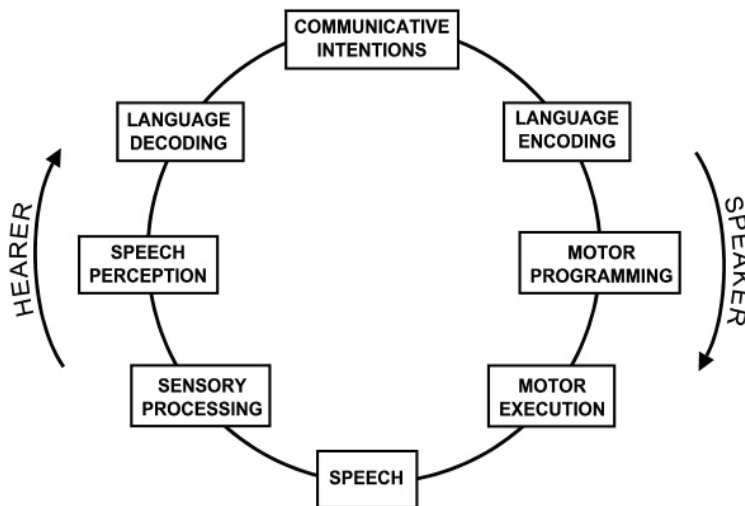 COMMUNICATIVE
INTENTIONS
LANGUAGE
ENCODING
MOTOR
PROGRAMMING
MOTOR
EXECUTION
SPEECH
SENSORY
PROCESSING
SPEECH
PERCEPTION
LANGUAGE
DECODING
HEARER
SPEAKER